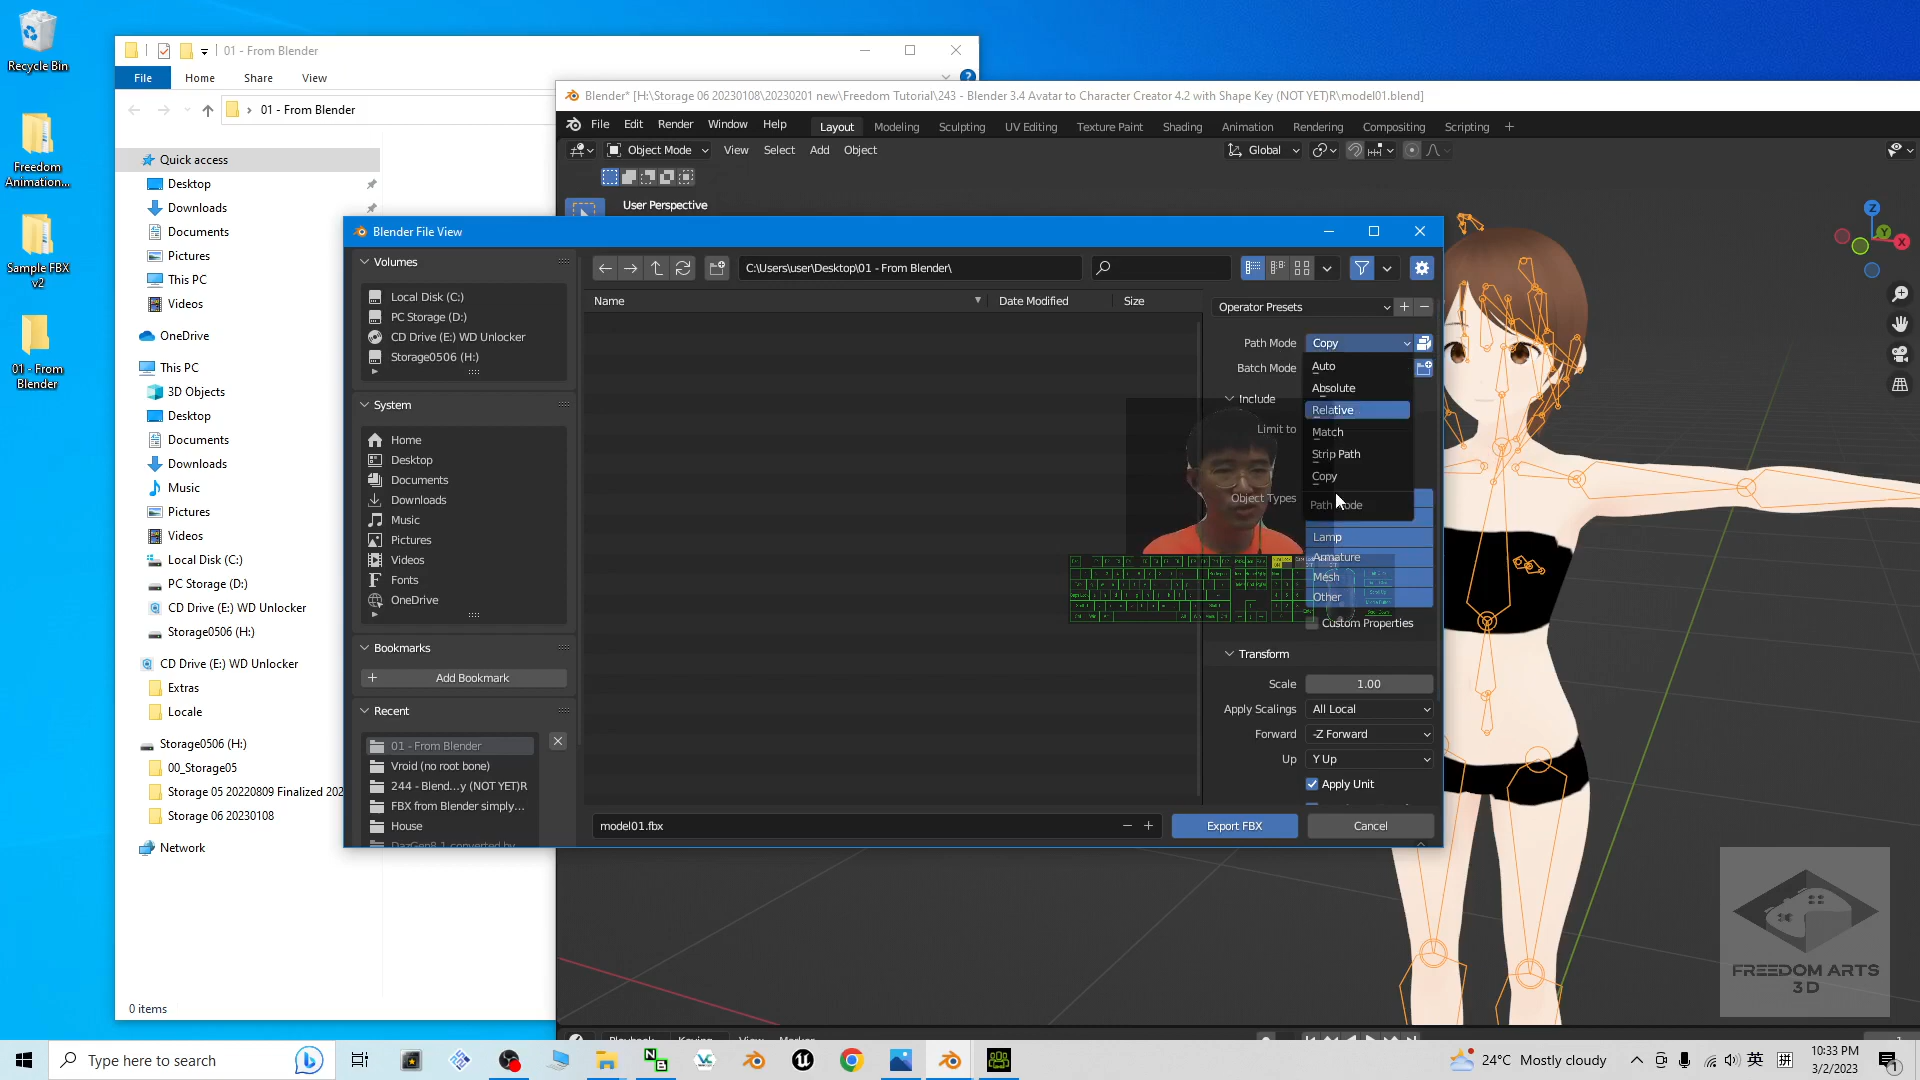 Recycle Bin
Freedom Animation...
Sample FBX v2
01 - From Blender
01 - From Blender
File
Home
Share
View
01 - From Blender
Quick access
Desktop
Downloads
Documents
Pictures
This PC
Videos
OneDrive
This PC
3D Objects
Desktop
Documents
Downloads
Music
Pictures
Videos
Local Disk (C:)
PC Storage (D:)
CD Drive (E:) WD Unlocker
Storage0506 (H:)
CD Drive (E:) WD Unlocker
Extras
Locale
Storage0506 (H:)
00_Storage05
Storage 05 20220809 Finalized 202
Storage 06 20230108
Network
0 items
Blender* [H:\Storage 06 20230108\20230201 new\Freedom Tutorial\243 - Blender 3.4 Avatar to Character Creator 4.2 with Shape Key (NOT YET)R\model01.blend]
File Edit Render Window Help
Layout Modeling Sculpting UV Editing Texture Paint Shading Animation Rendering Compositing Scripting +
Object Mode View Select Add Object
Global
User Perspective
Blender File View
Volumes
Local Disk (C:)
PC Storage (D:)
CD Drive (E:) WD Unlocker
Storage0506 (H:)
System
Home
Desktop
Documents
Downloads
Music
Pictures
Videos
Fonts
OneDrive
Bookmarks
+ Add Bookmark
Recent
01 - From Blender
Vroid (no root bone)
244 - Blend...y (NOT YET)R
FBX from Blender simply...
House
C:\Users\user\Desktop\01 - From Blender\
Name Date Modified Size
Operator Presets
Path Mode Copy
Auto
Batch Mode
Absolute
Include
Relative
Limit to
Match
Strip Path
Copy
Object Types
Path Mode
Lamp
Armature
Mesh
Other
Custom Properties
Transform
Scale 1.00
Apply Scalings All Local
Forward -Z Forward
Up Y Up
Apply Unit
model01.fbx
Export FBX
Cancel
Z
Y
X
FREEDOM ARTS
3D
Type here to search
24°C Mostly cloudy
英
拼
10:33 PM
3/2/2023
1